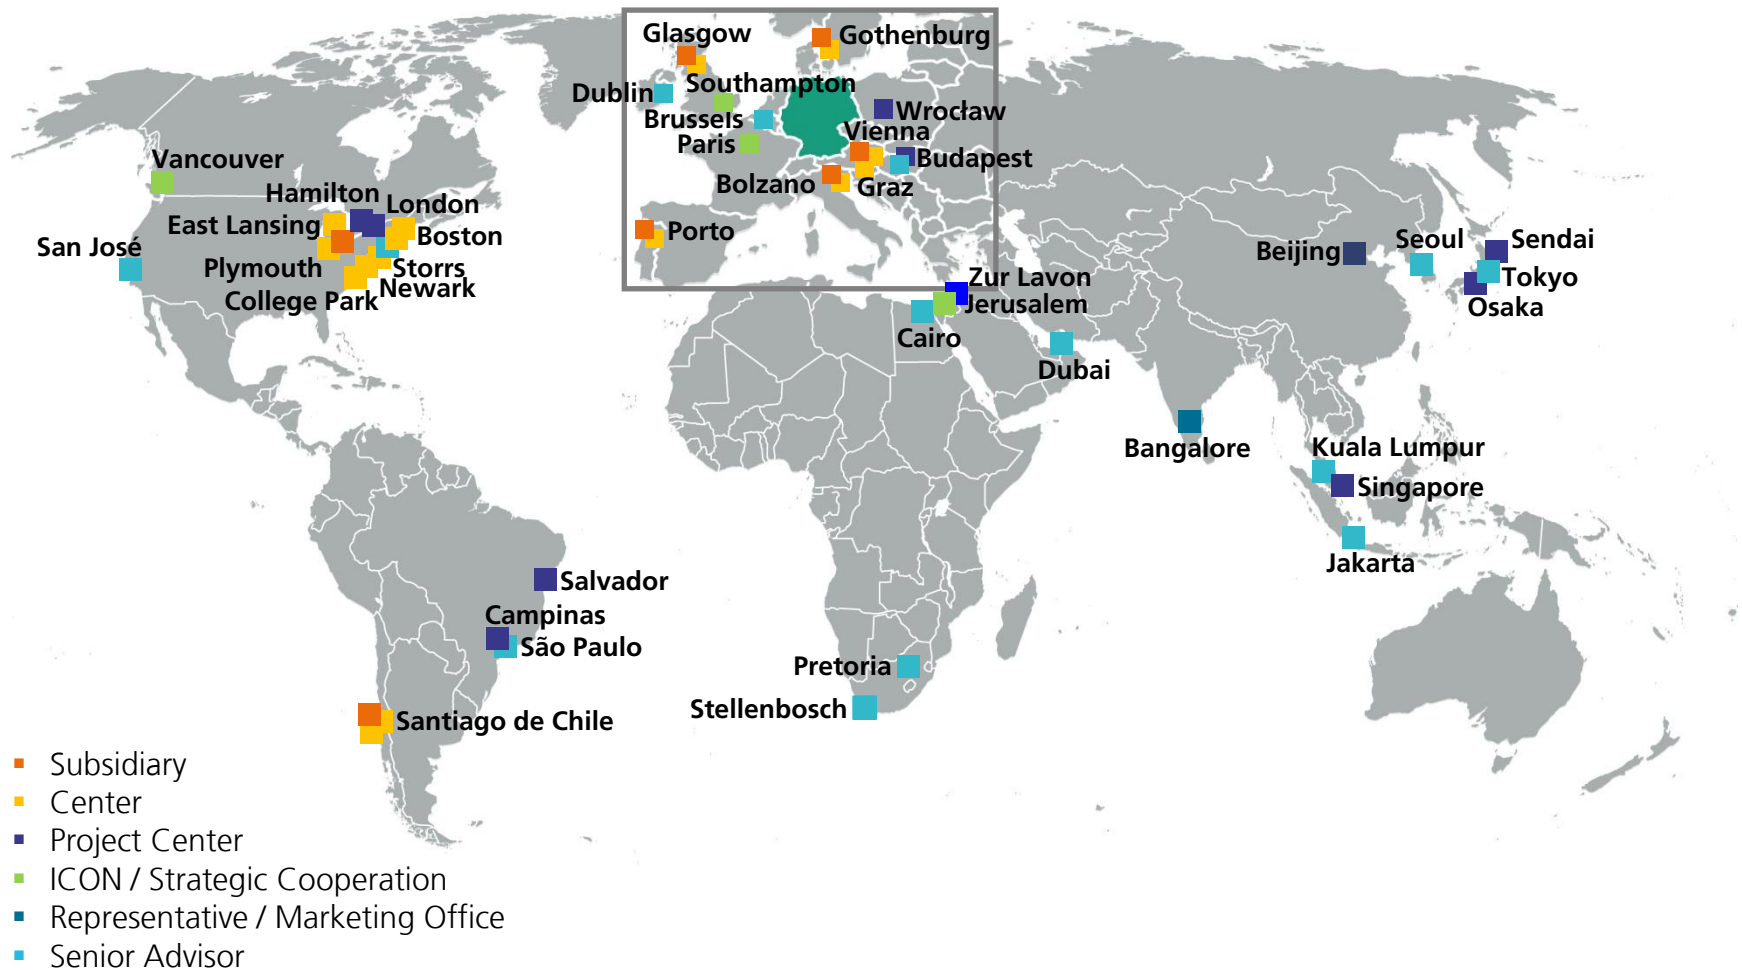 Glasgow
Gothenburg
Southampton
Dublin
Wrocław
Brussels
Vienna
Paris
Budapest
Bolzano
Graz
Porto
Vancouver
Hamilton
London
East Lansing
Boston
San José
Plymouth
Storrs
Newark
College Park
Zur Lavon
Jerusalem
Cairo
Dubai
Beijing
Seoul
Sendai
Tokyo
Osaka
Bangalore
Kuala Lumpur
Singapore
Jakarta
Salvador
Campinas
São Paulo
Pretoria
Stellenbosch
Santiago de Chile
Subsidiary
Center
Project Center
ICON / Strategic Cooperation
Representative / Marketing Office
Senior Advisor